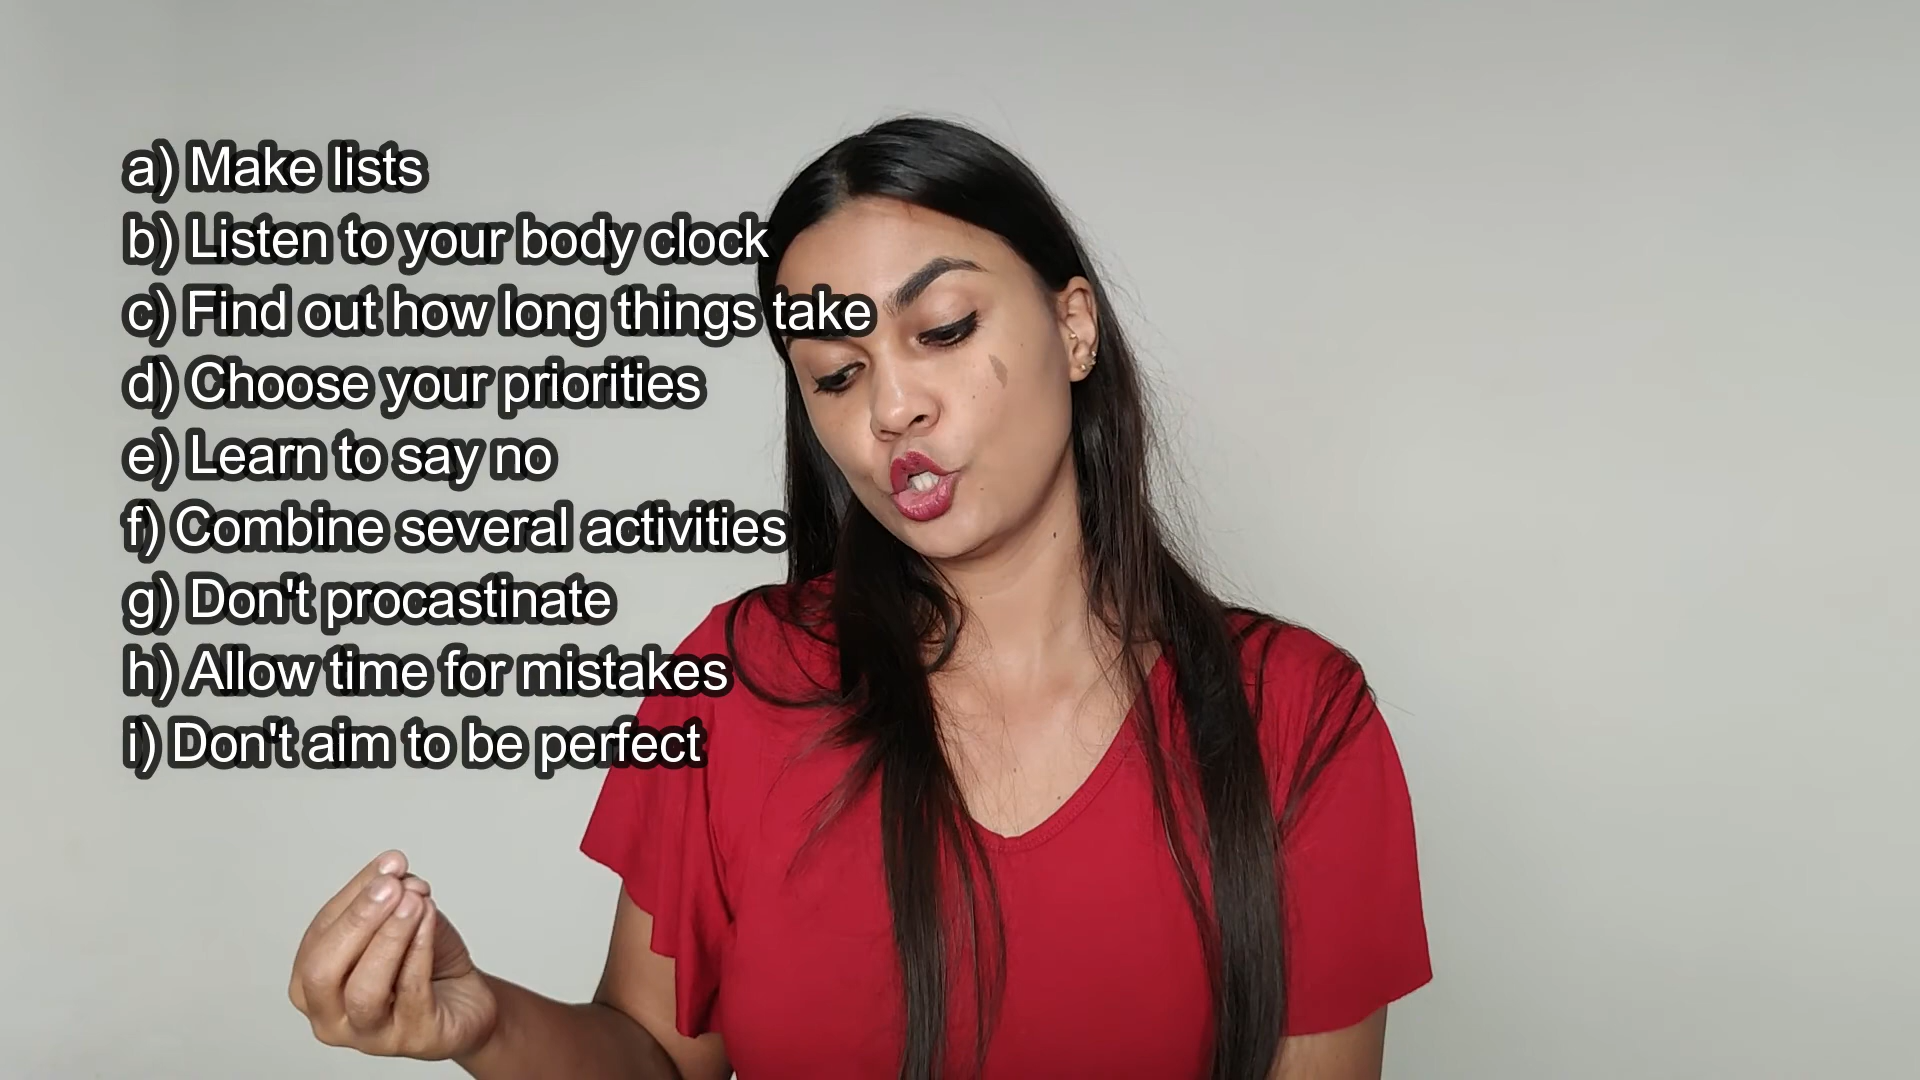 a) Make lists
b) Listen to your body clock
c) Find out how long things take
d) Choose your priorities
e) Learn to say no
f) Combine several activities
g) Don't procastinate
h) Allow time for mistakes
i) Don't aim to be perfect